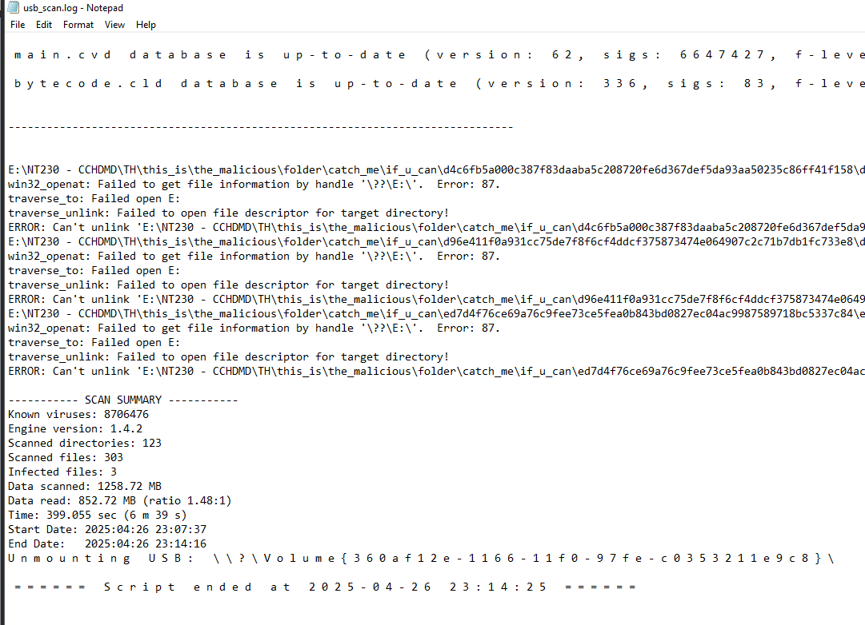 usb_scan.log - Notepad
File Edit Format View Help
main.cvd database is up-to-date (version: 62, sigs: 6647427, f-leve
bytecode.cld database is up-to-date (version: 336, sigs: 83, f-leve
-------------------------------------------------------------------------------
E:\NT230 - CCHDMD\TH\this_is\the_malicious\folder\catch_me\if_u_can\d4c6fb5a000c387f83daaba5c208720fe6d367def5da93aa50235c86ff41f158\d
win32_openat: Failed to get file information by handle '\??\E:\'.  Error: 87.
traverse_to: Failed open E:
traverse_unlink: Failed to open file descriptor for target directory!
ERROR: Can't unlink 'E:\NT230 - CCHDMD\TH\this_is\the_malicious\folder\catch_me\if_u_can\d4c6fb5a000c387f83daaba5c208720fe6d367def5da9
E:\NT230 - CCHDMD\TH\this_is\the_malicious\folder\catch_me\if_u_can\d96e411f0a931cc75de7f8f6cf4ddcf375873474e064907c2c71b7db1fc733e8\d
win32_openat: Failed to get file information by handle '\??\E:\'.  Error: 87.
traverse_to: Failed open E:
traverse_unlink: Failed to open file descriptor for target directory!
ERROR: Can't unlink 'E:\NT230 - CCHDMD\TH\this_is\the_malicious\folder\catch_me\if_u_can\d96e411f0a931cc75de7f8f6cf4ddcf375873474e0649
E:\NT230 - CCHDMD\TH\this_is\the_malicious\folder\catch_me\if_u_can\ed7d4f76ce69a76c9fee73ce5fea0b843bd0827ec04ac9987589718bc5337c84\e
win32_openat: Failed to get file information by handle '\??\E:\'.  Error: 87.
traverse_to: Failed open E:
traverse_unlink: Failed to open file descriptor for target directory!
ERROR: Can't unlink 'E:\NT230 - CCHDMD\TH\this_is\the_malicious\folder\catch_me\if_u_can\ed7d4f76ce69a76c9fee73ce5fea0b843bd0827ec04ac
----------- SCAN SUMMARY -----------
Known viruses: 8706476
Engine version: 1.4.2
Scanned directories: 123
Scanned files: 303
Infected files: 3
Data scanned: 1258.72 MB
Data read: 852.72 MB (ratio 1.48:1)
Time: 399.055 sec (6 m 39 s)
Start Date: 2025:04:26 23:07:37
End Date:   2025:04:26 23:14:16
Unmounting USB: \\?\Volume{360af12e-1166-11f0-97fe-c0353211e9c8}\
====== Script ended at 2025-04-26 23:14:25 ======